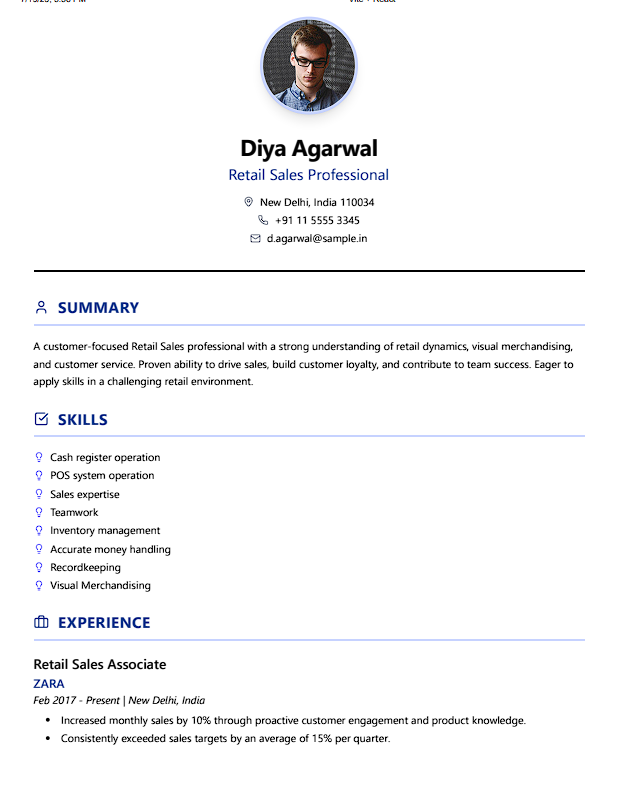 Diya Agarwal
Retail Sales Professional
New Delhi, India 110034
+91 11 5555 3345
d.agarwal@sample.in
SUMMARY
A customer-focused Retail Sales professional with a strong understanding of retail dynamics, visual merchandising,
and customer service. Proven ability to drive sales, build customer loyalty, and contribute to team success. Eager to
apply skills in a challenging retail environment.
SKILLS
Cash register operation
POS system operation
Sales expertise
Teamwork
Inventory management
Accurate money handling
Recordkeeping
Visual Merchandising
EXPERIENCE
Retail Sales Associate
ZARA
Feb 2017 - Present | New Delhi, India
• Increased monthly sales by 10% through proactive customer engagement and product knowledge.
• Consistently exceeded sales targets by an average of 15% per quarter.